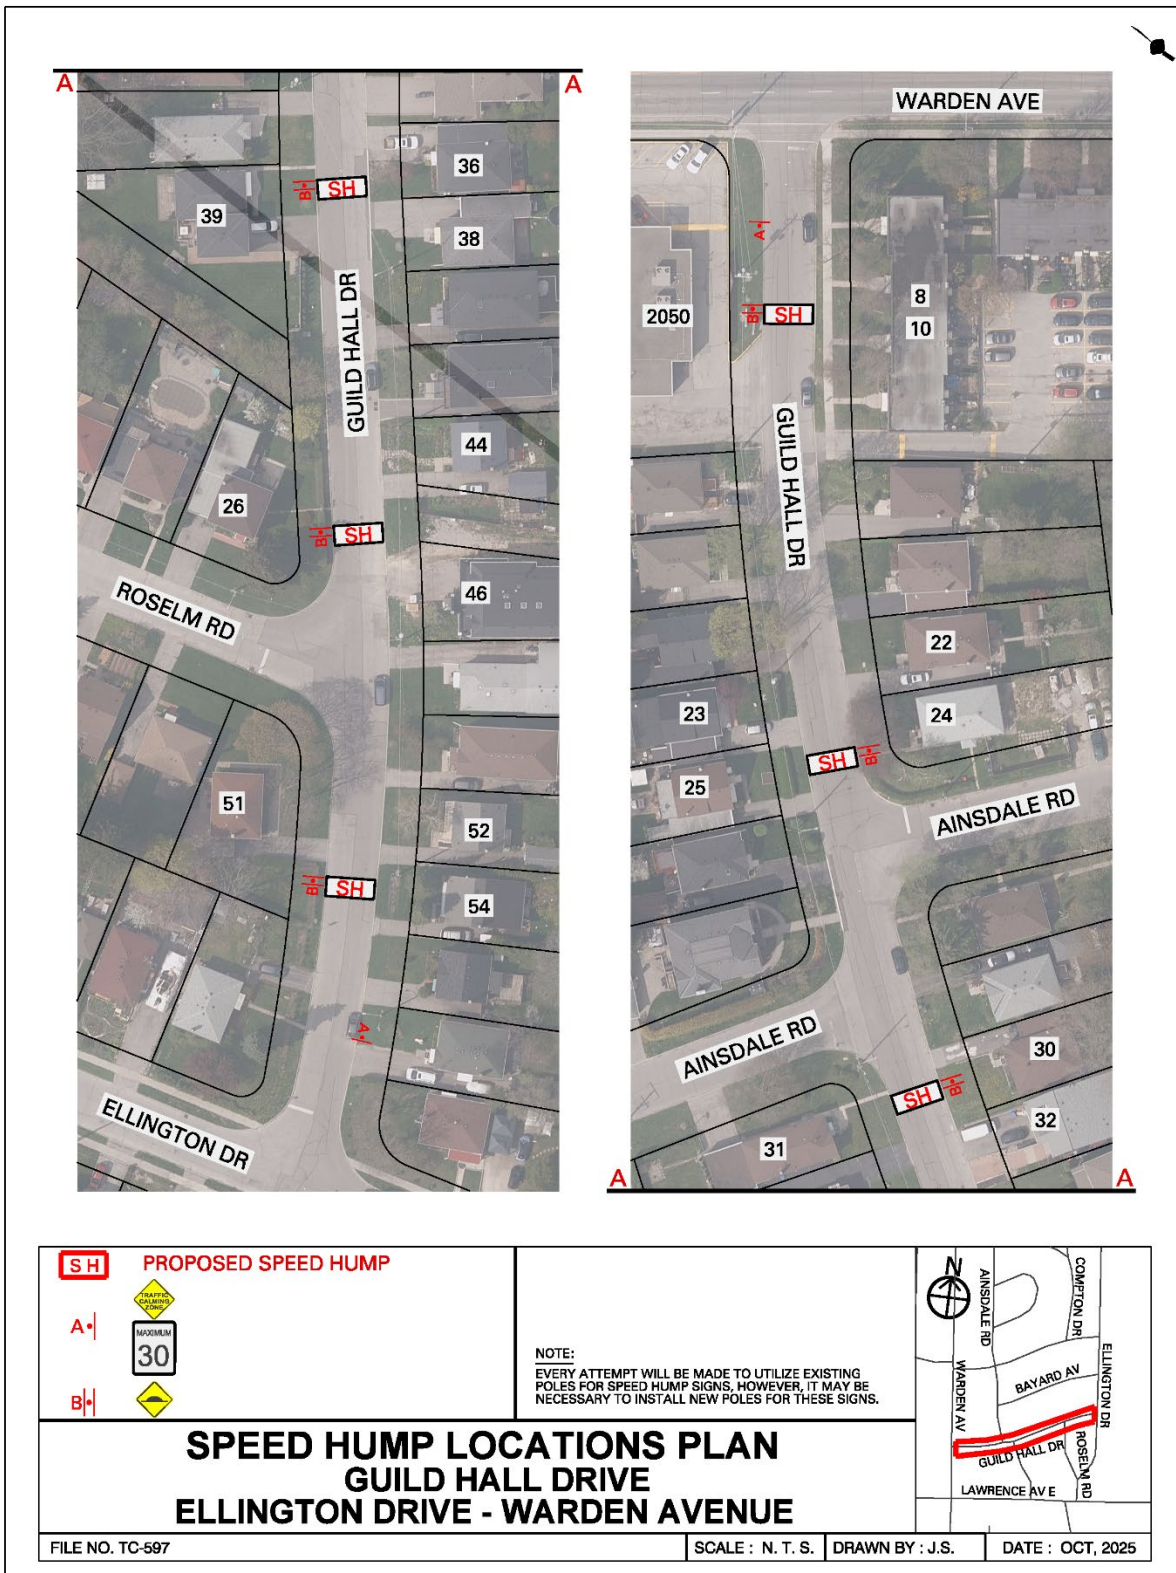 A
A
36
39
SH
B
38
GUILD HALL DR
44
26
SH
B
46
ROSELM RD
51
52
SH
B
54
A
ELLINGTON DR
WARDEN AVE
A
8
10
2050
B
SH
GUILD HALL DR
22
23
24
SH
B
25
AINSDALE RD
AINSDALE RD
30
SH
B
32
31
A
A
SH
PROPOSED SPEED HUMP
TRAFFIC
CALMING
ZONE
A
MAXIMUM
30
B
NOTE:
EVERY ATTEMPT WILL BE MADE TO UTILIZE EXISTING
POLES FOR SPEED HUMP SIGNS, HOWEVER, IT MAY BE
NECESSARY TO INSTALL NEW POLES FOR THESE SIGNS.
N
AINSDALE RD
COMPTON DR
WARDEN AV
BAYARD AV
ELLINGTON DR
GUILD HALL DR
ROSELM RD
LAWRENCE AV E
SPEED HUMP LOCATIONS PLAN
GUILD HALL DRIVE
ELLINGTON DRIVE - WARDEN AVENUE
FILE NO. TC-597
SCALE : N. T. S.
DRAWN BY : J.S.
DATE : OCT, 2025